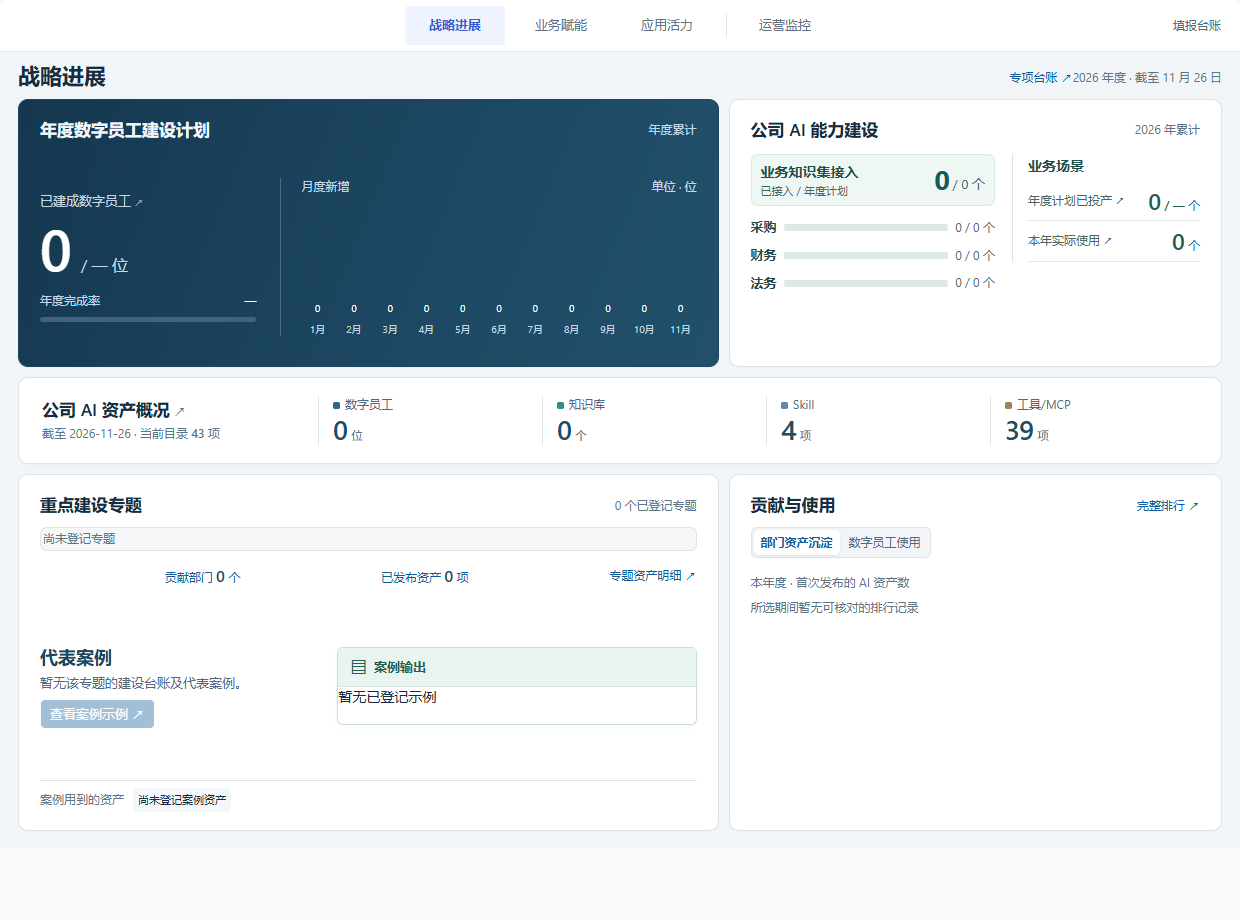 战略进展 业务赋能 应用活力 运营监控 填报台账
战略进展
专项台账 ↗ 2026 年度 · 截至 11 月 26 日
年度数字员工建设计划 年度累计
已建成数字员工 ↗
0 / — 位
年度完成率 —
月度新增 单位 · 位
0 0 0 0 0 0 0 0 0 0 0
1月 2月 3月 4月 5月 6月 7月 8月 9月 10月 11月
公司 AI 能力建设 2026 年累计
业务知识集接入
已接入 / 年度计划
0 / 0 个
采购 0 / 0 个
财务 0 / 0 个
法务 0 / 0 个
业务场景
年度计划已投产 ↗ 0 / — 个
本年实际使用 ↗ 0 个
公司 AI 资产概况 ↗
截至 2026-11-26 · 当前目录 43 项
数字员工
0 位
知识库
0 个
Skill
4 项
工具/MCP
39 项
重点建设专题 0 个已登记专题
尚未登记专题
贡献部门 0 个 已发布资产 0 项 专题资产明细 ↗
代表案例
暂无该专题的建设台账及代表案例。
查看案例示例 ↗
案例输出
暂无已登记示例
案例用到的资产 尚未登记案例资产
贡献与使用 完整排行 ↗
部门资产沉淀 数字员工使用
本年度 · 首次发布的 AI 资产数
所选期间暂无可核对的排行记录